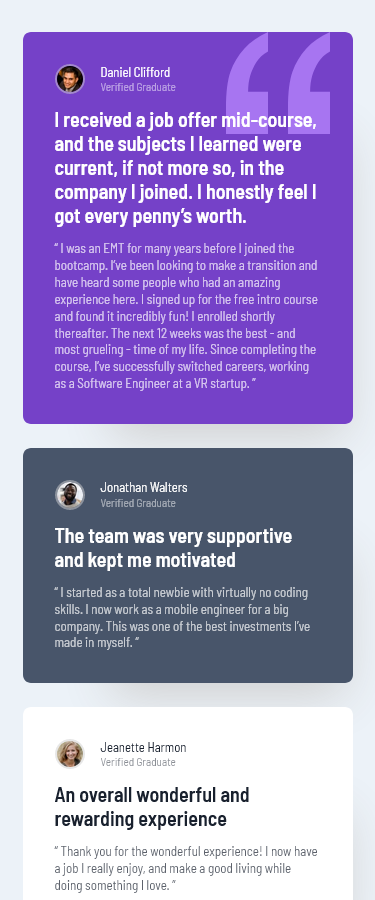 Daniel Clifford
Verified Graduate
I received a job offer mid-course,
and the subjects I learned were
current, if not more so, in the
company I joined. I honestly feel I
got every penny’s worth.
“ I was an EMT for many years before I joined the
bootcamp. I’ve been looking to make a transition and
have heard some people who had an amazing
experience here. I signed up for the free intro course
and found it incredibly fun! I enrolled shortly
thereafter. The next 12 weeks was the best - and
most grueling - time of my life. Since completing the
course, I’ve successfully switched careers, working
as a Software Engineer at a VR startup. ”
Jonathan Walters
Verified Graduate
The team was very supportive
and kept me motivated
“ I started as a total newbie with virtually no coding
skills. I now work as a mobile engineer for a big
company. This was one of the best investments I’ve
made in myself. ”
Jeanette Harmon
Verified Graduate
An overall wonderful and
rewarding experience
“ Thank you for the wonderful experience! I now have
a job I really enjoy, and make a good living while
doing something I love. ”